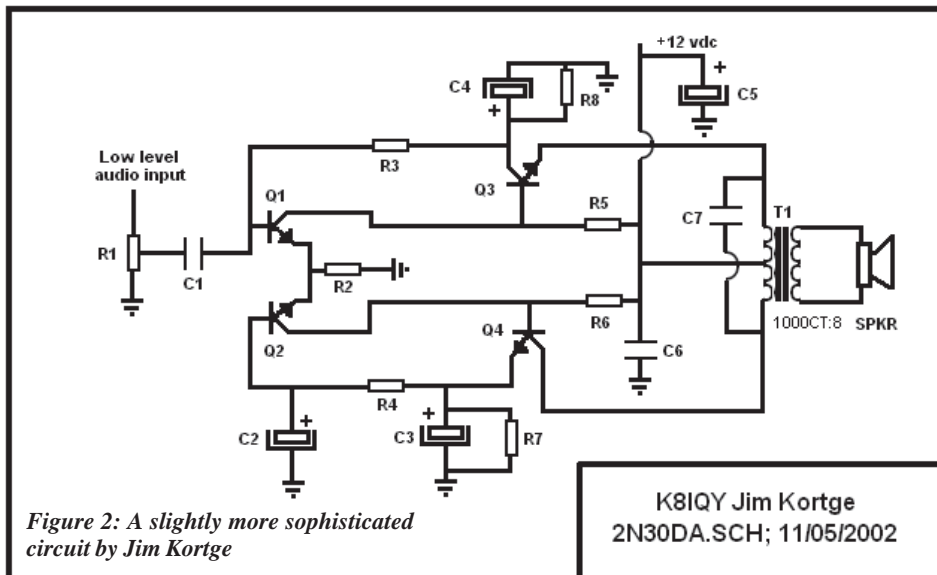 +12 vdc
+
C4
R8
+
C5
Low level
audio input
R3
Q1
Q3
R5
C7
T1
R1
C1
R2
R6
1000CT:8 SPKR
Q2
Q4
C6
R4
+
C2
+
C3
R7
Figure 2: A slightly more sophisticated
circuit by Jim Kortge
K8IQY Jim Kortge
2N30DA.SCH; 11/05/2002